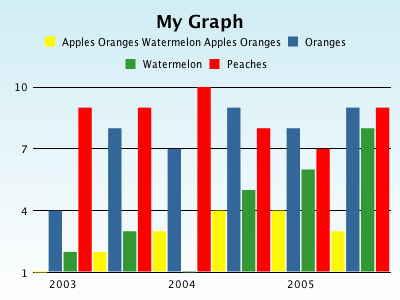 My Graph
Apples Oranges Watermelon Apples Oranges Oranges
Watermelon Peaches
10
7
4
1
2003 2004 2005